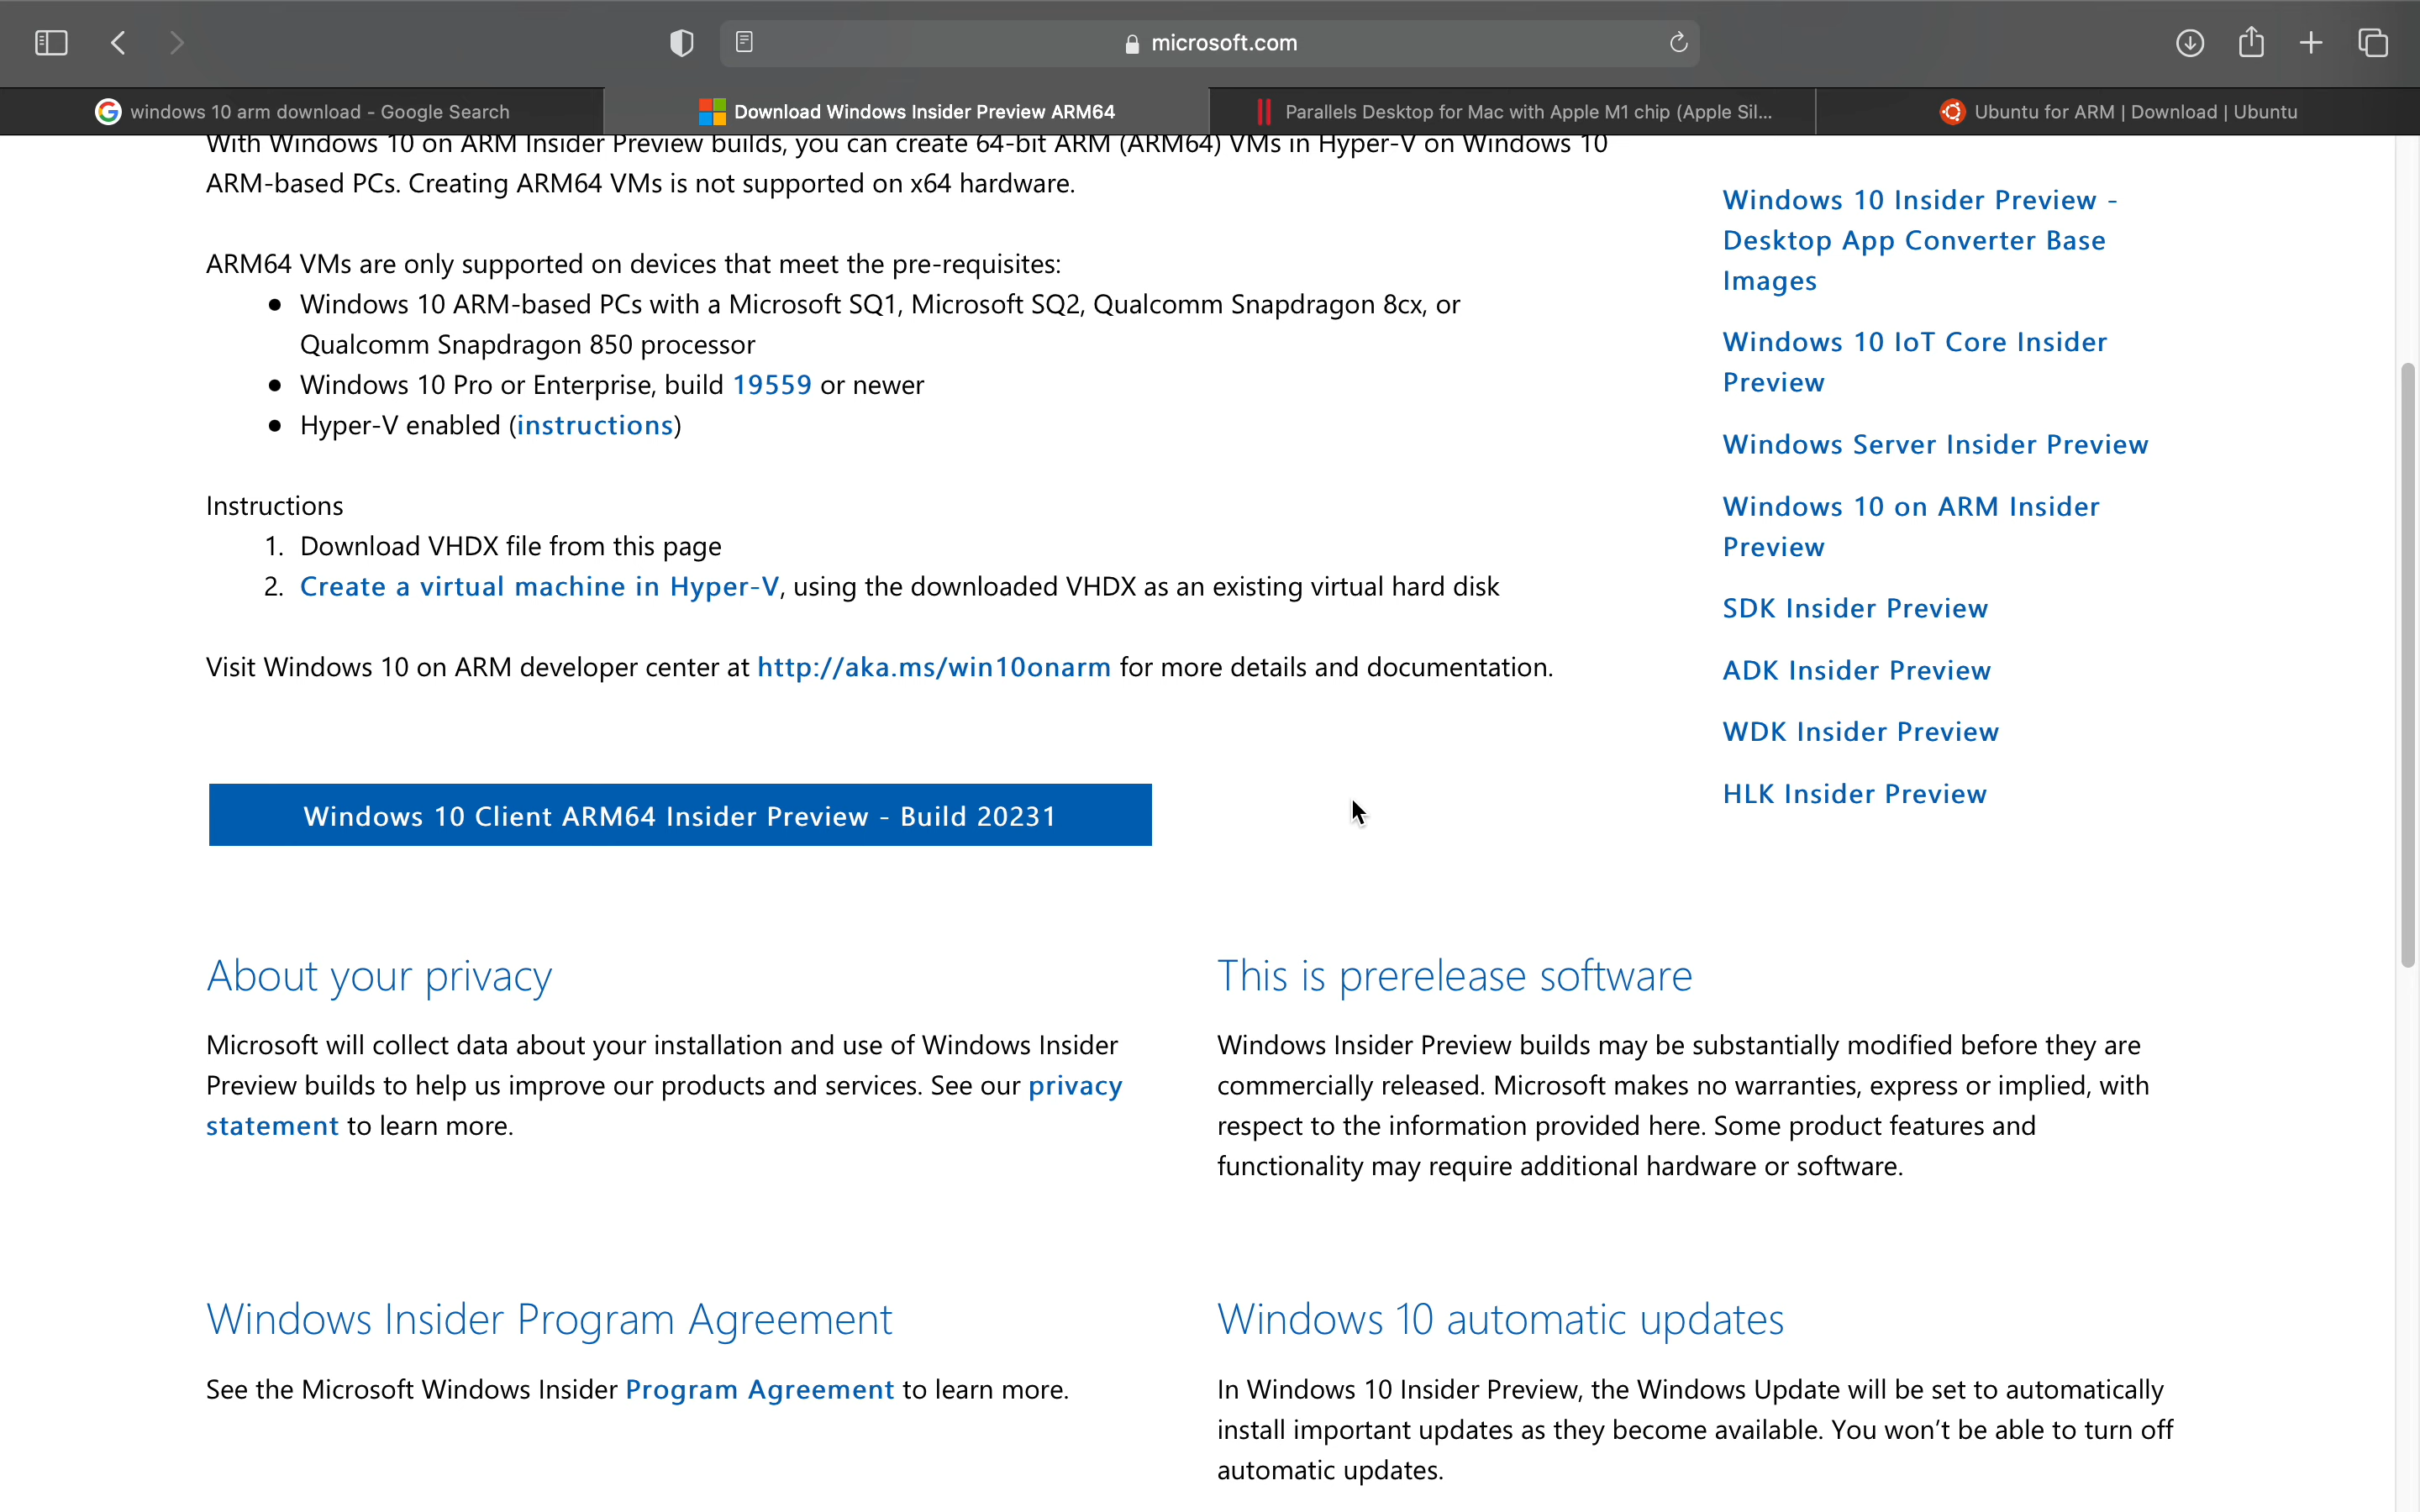 microsoft.com
windows 10 arm download - Google Search
Download Windows Insider Preview ARM64
Parallels Desktop for Mac with Apple M1 chip (Apple Sil...
Ubuntu for ARM | Download | Ubuntu
With Windows 10 on ARM Insider Preview builds, you can create 64-bit ARM (ARM64) VMs in Hyper-V on Windows 10
ARM-based PCs. Creating ARM64 VMs is not supported on x64 hardware.
ARM64 VMs are only supported on devices that meet the pre-requisites:
● Windows 10 ARM-based PCs with a Microsoft SQ1, Microsoft SQ2, Qualcomm Snapdragon 8cx, or
Qualcomm Snapdragon 850 processor
● Windows 10 Pro or Enterprise, build 19559 or newer
● Hyper-V enabled (instructions)
Instructions
1. Download VHDX file from this page
2. Create a virtual machine in Hyper-V, using the downloaded VHDX as an existing virtual hard disk
Visit Windows 10 on ARM developer center at http://aka.ms/win10onarm for more details and documentation.
Windows 10 Client ARM64 Insider Preview - Build 20231
Windows 10 Insider Preview -
Desktop App Converter Base
Images
Windows 10 IoT Core Insider
Preview
Windows Server Insider Preview
Windows 10 on ARM Insider
Preview
SDK Insider Preview
ADK Insider Preview
WDK Insider Preview
HLK Insider Preview
About your privacy
Microsoft will collect data about your installation and use of Windows Insider
Preview builds to help us improve our products and services. See our privacy
statement to learn more.
This is prerelease software
Windows Insider Preview builds may be substantially modified before they are
commercially released. Microsoft makes no warranties, express or implied, with
respect to the information provided here. Some product features and
functionality may require additional hardware or software.
Windows Insider Program Agreement
See the Microsoft Windows Insider Program Agreement to learn more.
Windows 10 automatic updates
In Windows 10 Insider Preview, the Windows Update will be set to automatically
install important updates as they become available. You won't be able to turn off
automatic updates.